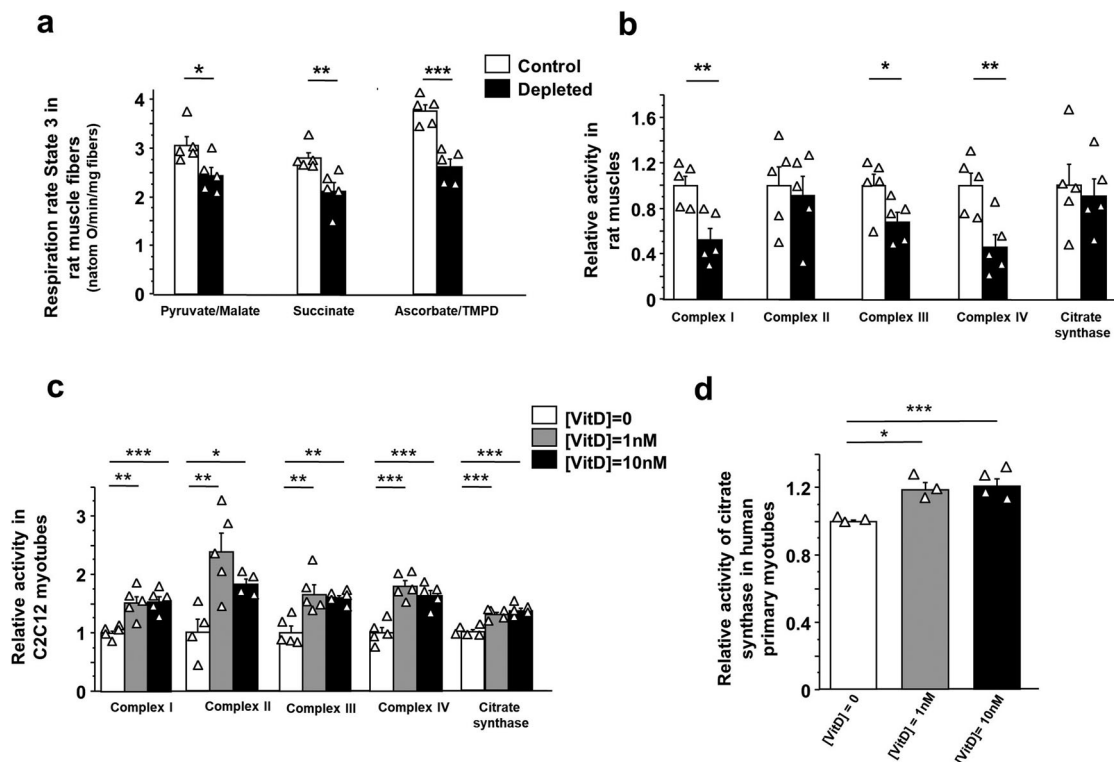 a
* ** ***
Control
Depleted
Respiration rate State 3 in
rat muscle fibers
(natom O/min/mg fibers)
4
3
2
1
0
Pyruvate/Malate Succinate Ascorbate/TMPD
b
** * **
Relative activity in
rat muscles
1.6
1.2
0.8
0.4
0
Complex I Complex II Complex III Complex IV Citrate
synthase
c
[VitD]=0
[VitD]=1nM
[VitD]=10nM
*** * ** *** ***
** ** ** *** ***
Relative activity in
C2C12 myotubes
3
2
1
0
Complex I Complex II Complex III Complex IV Citrate
synthase
d
***
*
Relative activity of citrate
synthase in human
primary myotubes
1.2
0.8
0.4
0
[VitD] = 0
[VitD] = 1nM
[VitD]= 10nM